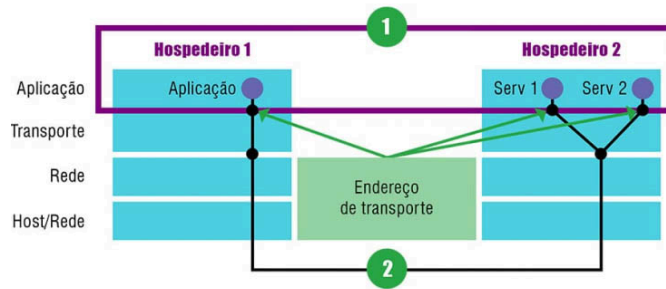 1
Hospedeiro 1
Hospedeiro 2
Aplicação
Aplicação
Serv 1
Serv 2
Transporte
Rede
Endereço
de transporte
Host/Rede
2